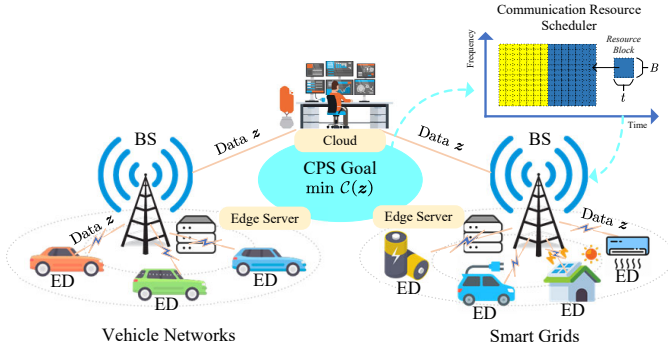 Communication Resource
Scheduler
Frequency
Resource
Block
B
t
Time
BS
Data z
Cloud
Data z
BS
CPS Goal
min C(z)
Data z
Edge Server
Edge Server
Data z
ED
ED
ED
ED
ED
ED
ED
Vehicle Networks
Smart Grids